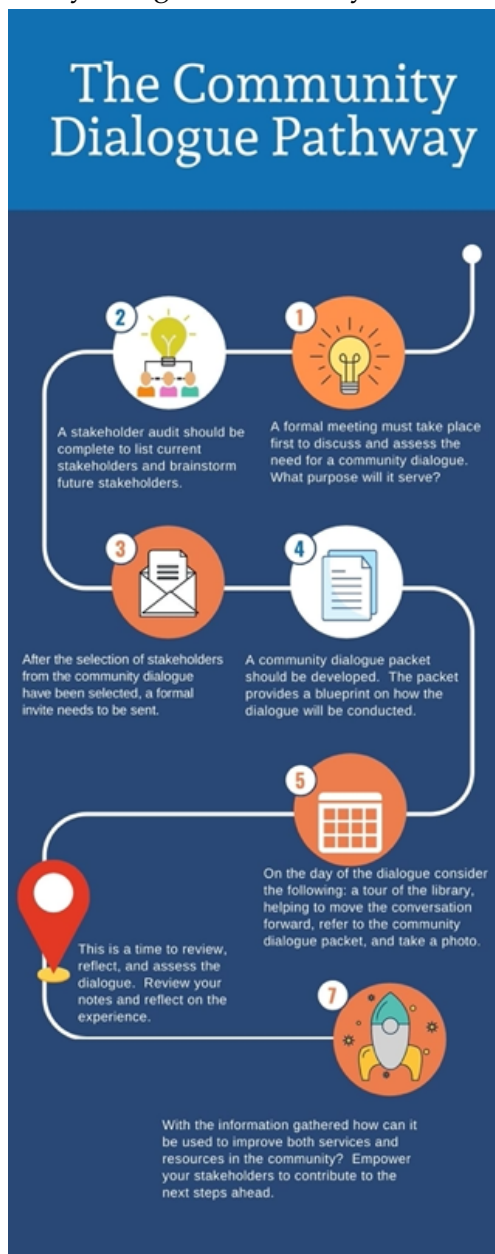 The Community
Dialogue Pathway
1
A formal meeting must take place
first to discuss and assess the
need for a community dialogue.
What purpose will it serve?
2
A stakeholder audit should be
complete to list current
stakeholders and brainstorm
future stakeholders.
3
After the selection of stakeholders
from the community dialogue
have been selected, a formal
invite needs to be sent.
4
A community dialogue packet
should be developed. The packet
provides a blueprint on how the
dialogue will be conducted.
5
On the day of the dialogue consider
the following: a tour of the library,
helping to move the conversation
forward, refer to the community
dialogue packet, and take a photo.
This is a time to review,
reflect, and assess the
dialogue. Review your
notes and reflect on the
experience.
7
With the information gathered how can it
be used to improve both services and
resources in the community? Empower
your stakeholders to contribute to the
next steps ahead.